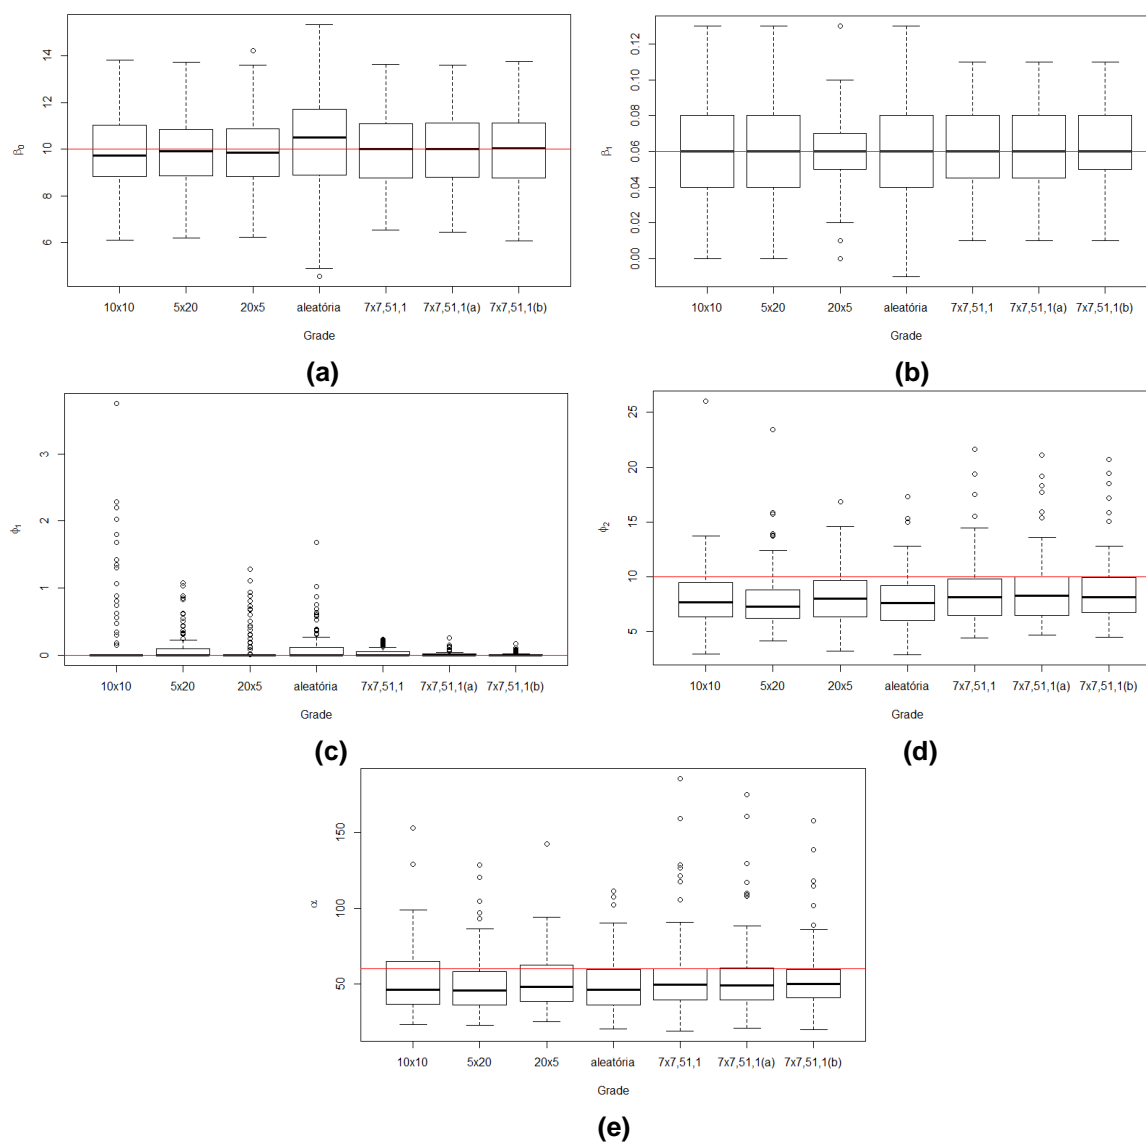 β0
14
12
10
8
6
10x10 5x20 20x5 aleatória 7x7,51,1 7x7,51,1(a) 7x7,51,1(b)
Grade
(a)
β1
0.12
0.10
0.08
0.06
0.04
0.02
0.00
10x10 5x20 20x5 aleatória 7x7,51,1 7x7,51,1(a) 7x7,51,1(b)
Grade
(b)
ϕ1
3
2
1
0
10x10 5x20 20x5 aleatória 7x7,51,1 7x7,51,1(a) 7x7,51,1(b)
Grade
(c)
ϕ2
25
20
15
10
5
10x10 5x20 20x5 aleatória 7x7,51,1 7x7,51,1(a) 7x7,51,1(b)
Grade
(d)
α
150
100
50
10x10 5x20 20x5 aleatória 7x7,51,1 7x7,51,1(a) 7x7,51,1(b)
Grade
(e)